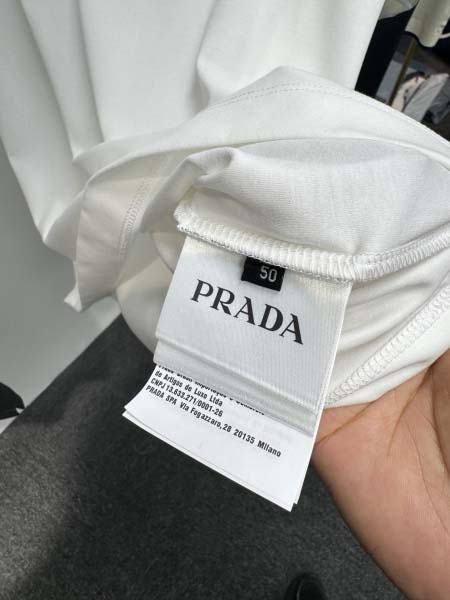 50
PRADA
de Artigos de Luxo Ltda
CNPJ 13.633.271/0001-26
PRADA SPA Via Fogazzaro,28 20135 Milano